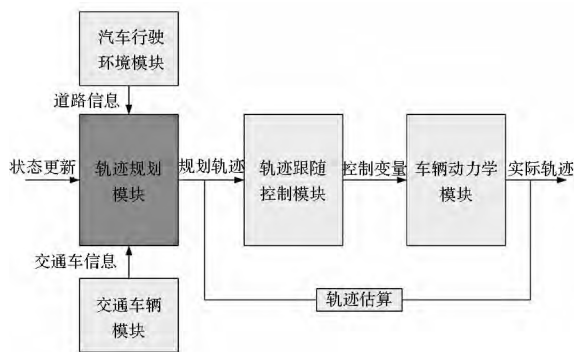 汽车行驶
环境模块
道路信息
状态更新
轨迹规划
模块
规划轨迹
轨迹跟随
控制模块
控制变量
车辆动力学
模块
实际轨迹
交通车信息
交通车辆
模块
轨迹估算